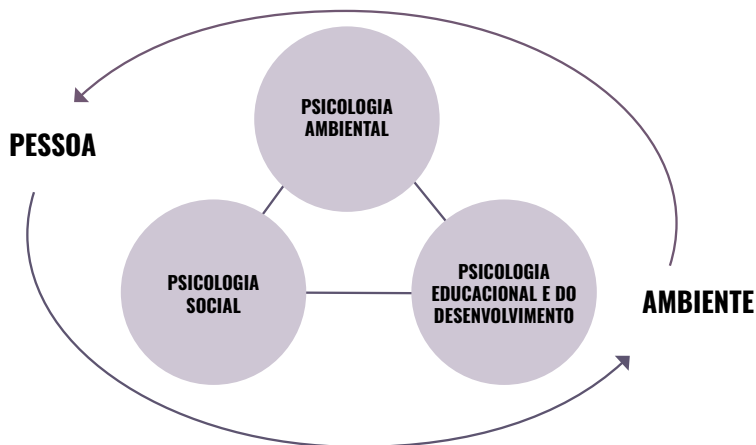 PSICOLOGIA
AMBIENTAL
PESSOA
PSICOLOGIA
SOCIAL
PSICOLOGIA
EDUCACIONAL E DO
DESENVOLVIMENTO
AMBIENTE